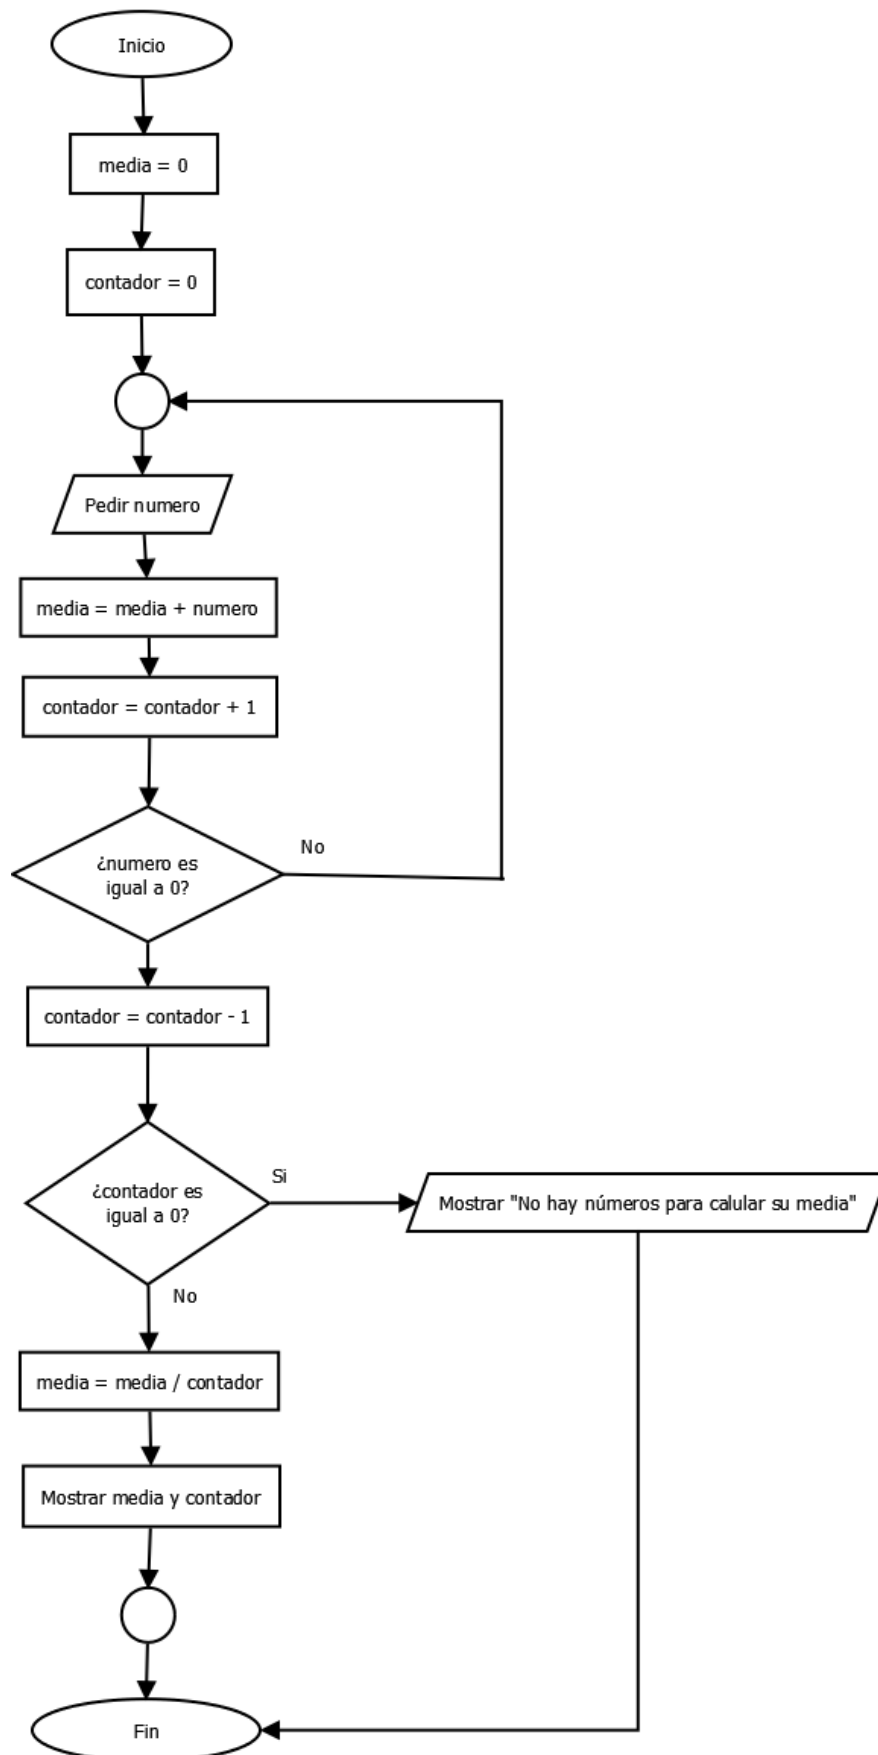 Inicio
media = 0
contador = 0
Pedir numero
media = media + numero
contador = contador + 1
¿numero es
igual a 0?
No
contador = contador - 1
¿contador es
igual a 0?
Si
Mostrar "No hay números para calular su media"
No
media = media / contador
Mostrar media y contador
Fin